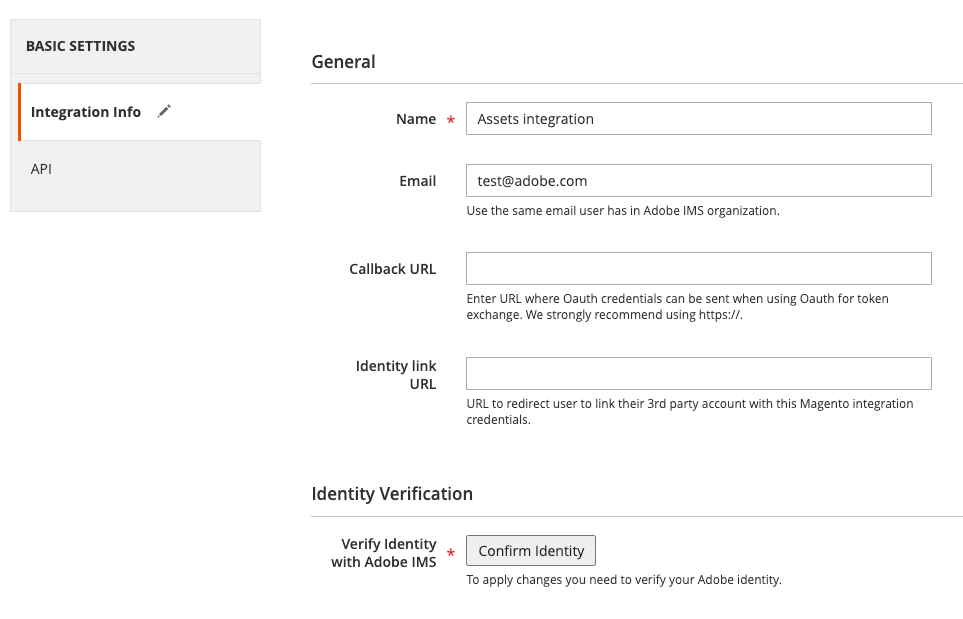 BASIC SETTINGS
Integration Info
API
General
Name *
Assets integration
Email
test@adobe.com
Use the same email user has in Adobe IMS organization.
Callback URL
Enter URL where Oauth credentials can be sent when using Oauth for token
exchange. We strongly recommend using https://.
Identity link
URL
URL to redirect user to link their 3rd party account with this Magento integration
credentials.
Identity Verification
Verify Identity
with Adobe IMS *
Confirm Identity
To apply changes you need to verify your Adobe identity.